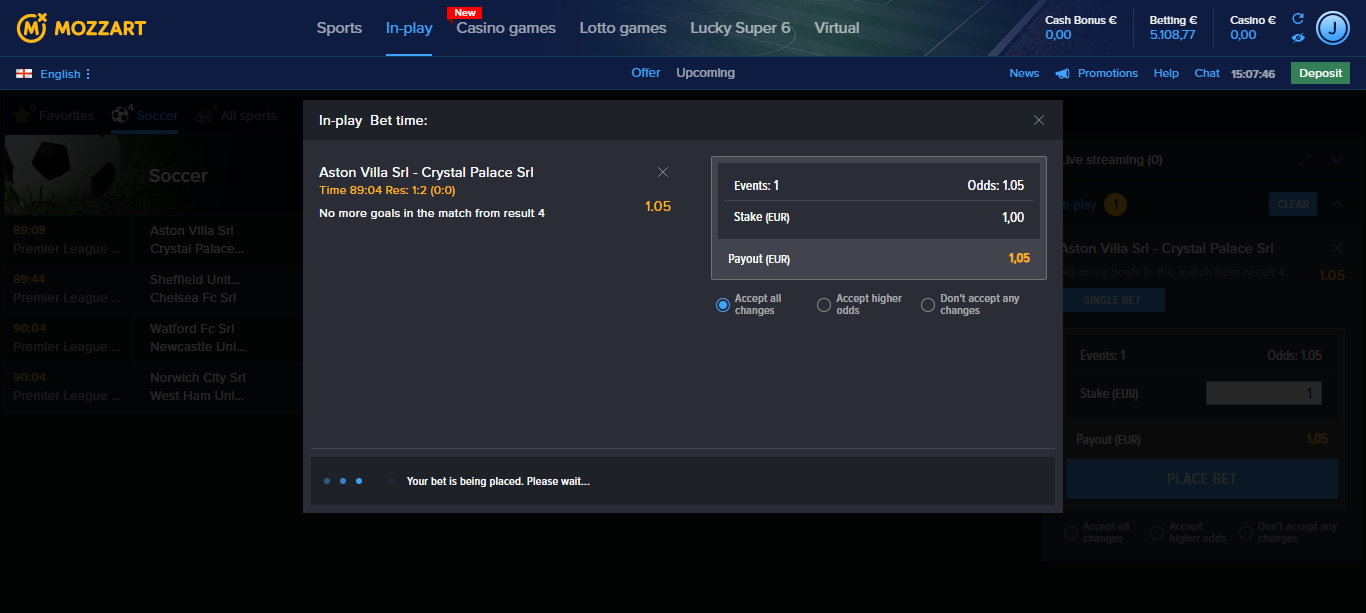 MOZZART
Sports
In-play
New
Casino games
Lotto games
Lucky Super 6
Virtual
Cash Bonus €
0,00
Betting €
5.108,77
Casino €
0,00
J
English
Offer
Upcoming
News
Promotions
Help
Chat
15:07:46
Deposit
0
Favorites
4
Soccer
4
All sports
Soccer
89:08
Aston Villa Srl
Premier League ...
Crystal Palace...
89:44
Sheffield Unit...
Premier League ...
Chelsea Fc Srl
90:04
Watford Fc Srl
Premier League ...
Newcastle Uni...
90:04
Norwich City Srl
Premier League ...
West Ham Uni...
In-play Bet time:
Aston Villa Srl - Crystal Palace Srl
Time 89:04 Res: 1:2 (0:0)
1.05
No more goals in the match from result 4
Events: 1
Odds: 1.05
Stake (EUR)
1,00
Payout (EUR)
1,05
Accept all
changes
Accept higher
odds
Don't accept any
changes
Your bet is being placed. Please wait...
Live streaming (0)
In-play
1
CLEAR
Aston Villa Srl - Crystal Palace Srl
No more goals in the match from result 4
1.05
SINGLE BET
Events: 1
Odds: 1.05
Stake (EUR)
1
Payout (EUR)
1,05
PLACE BET
Accept all
changes
Accept
higher odds
Don't accept any
changes